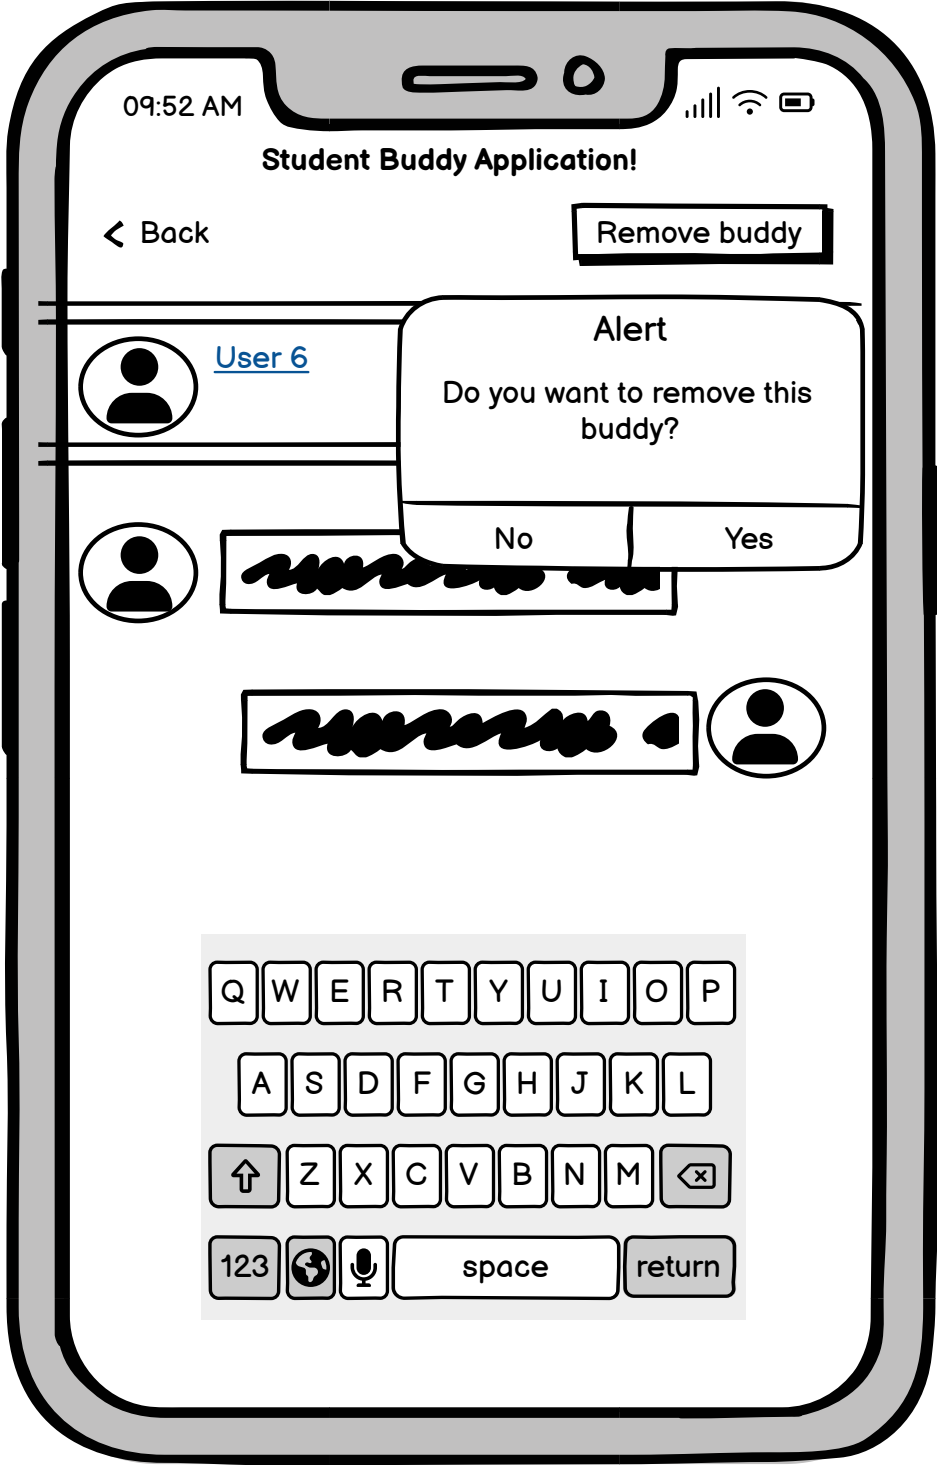 09:52 AM
Student Buddy Application!
Back
Remove buddy
User 6
Alert
Do you want to remove this
buddy?
No Yes
Q W E R T Y U I O P
A S D F G H J K L
Z X C V B N M
123 space return